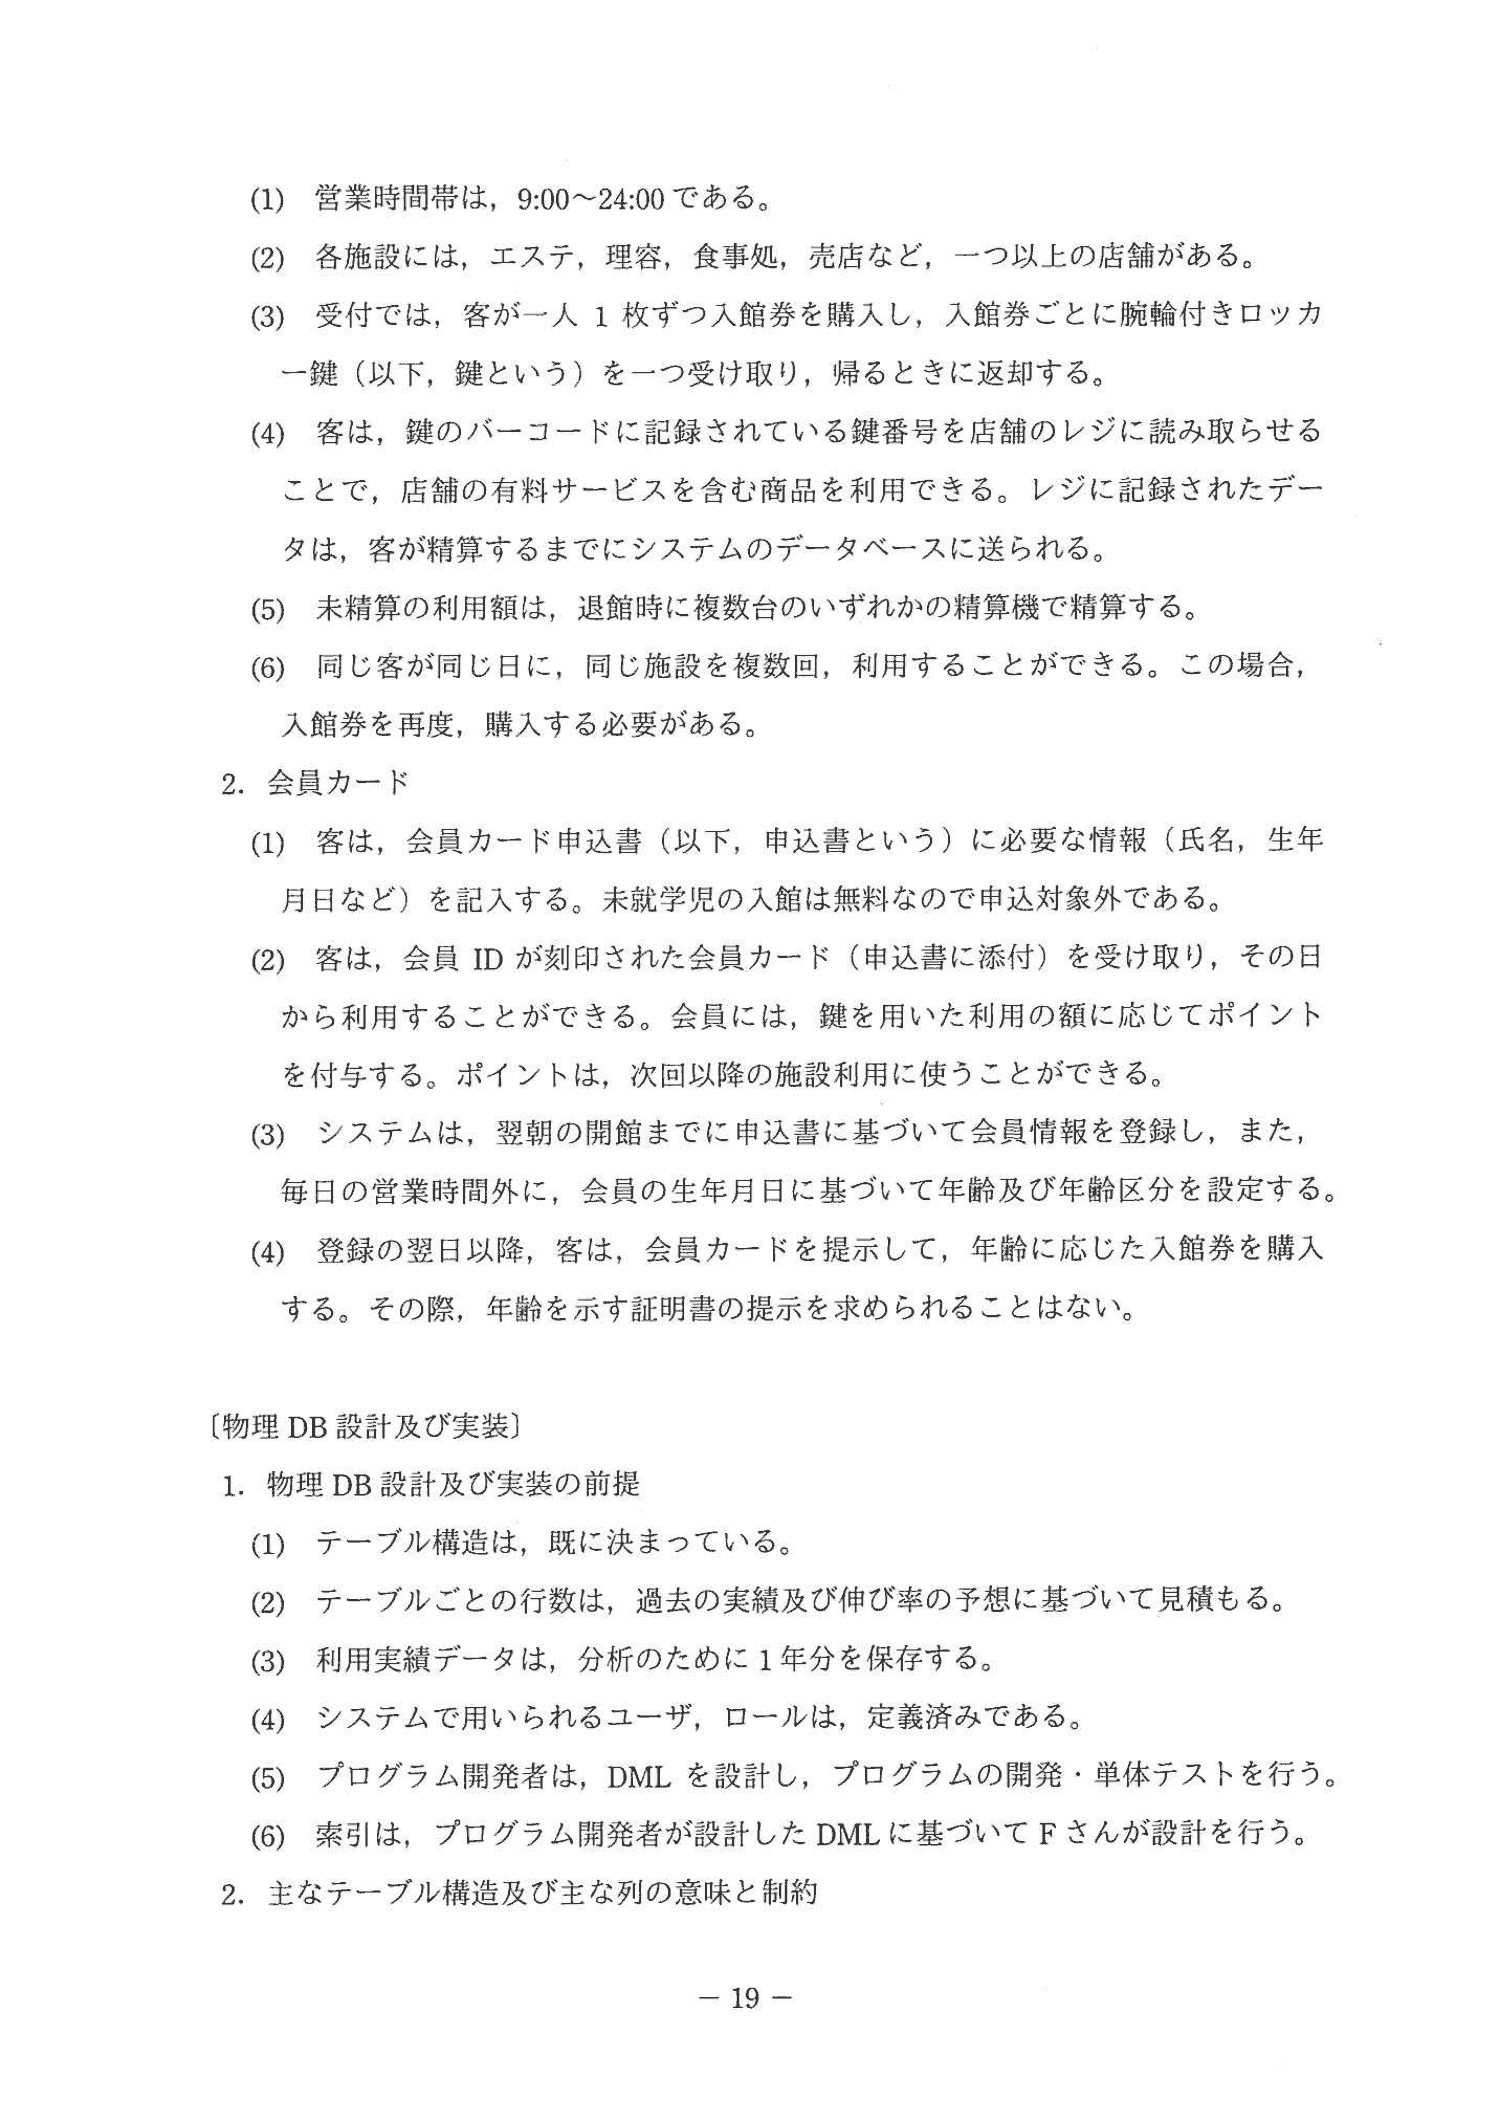 (1) 営業時間帯は，9:00～24:00 である。
(2) 各施設には，エステ，理容，食事処，売店など，一つ以上の店舗がある。
(3) 受付では，客が一人 1 枚ずつ入館券を購入し，入館券ごとに腕輪付きロッカ
ー鍵（以下，鍵という）を一つ受け取り，帰るときに返却する。
(4) 客は，鍵のバーコードに記録されている鍵番号を店舗のレジに読み取らせる
ことで，店舗の有料サービスを含む商品を利用できる。レジに記録されたデー
タは，客が精算するまでにシステムのデータベースに送られる。
(5) 未精算の利用額は，退館時に複数台のいずれかの精算機で精算する。
(6) 同じ客が同じ日に，同じ施設を複数回，利用することができる。この場合，
入館券を再度，購入する必要がある。
2．会員カード
(1) 客は，会員カード申込書（以下，申込書という）に必要な情報（氏名，生年
月日など）を記入する。未就学児の入館は無料なので申込対象外である。
(2) 客は，会員 ID が刻印された会員カード（申込書に添付）を受け取り，その日
から利用することができる。会員には，鍵を用いた利用の額に応じてポイント
を付与する。ポイントは，次回以降の施設利用に使うことができる。
(3) システムは，翌朝の開館までに申込書に基づいて会員情報を登録し，また，
毎日の営業時間外に，会員の生年月日に基づいて年齢及び年齢区分を設定する。
(4) 登録の翌日以降，客は，会員カードを提示して，年齢に応じた入館券を購入
する。その際，年齢を示す証明書の提示を求められることはない。
〔物理 DB 設計及び実装〕
1．物理 DB 設計及び実装の前提
(1) テーブル構造は，既に決まっている。
(2) テーブルごとの行数は，過去の実績及び伸び率の予想に基づいて見積もる。
(3) 利用実績データは，分析のために 1 年分を保存する。
(4) システムで用いられるユーザ，ロールは，定義済みである。
(5) プログラム開発者は，DML を設計し，プログラムの開発・単体テストを行う。
(6) 索引は，プログラム開発者が設計した DML に基づいて F さんが設計を行う。
2．主なテーブル構造及び主な列の意味と制約
－ 19 －